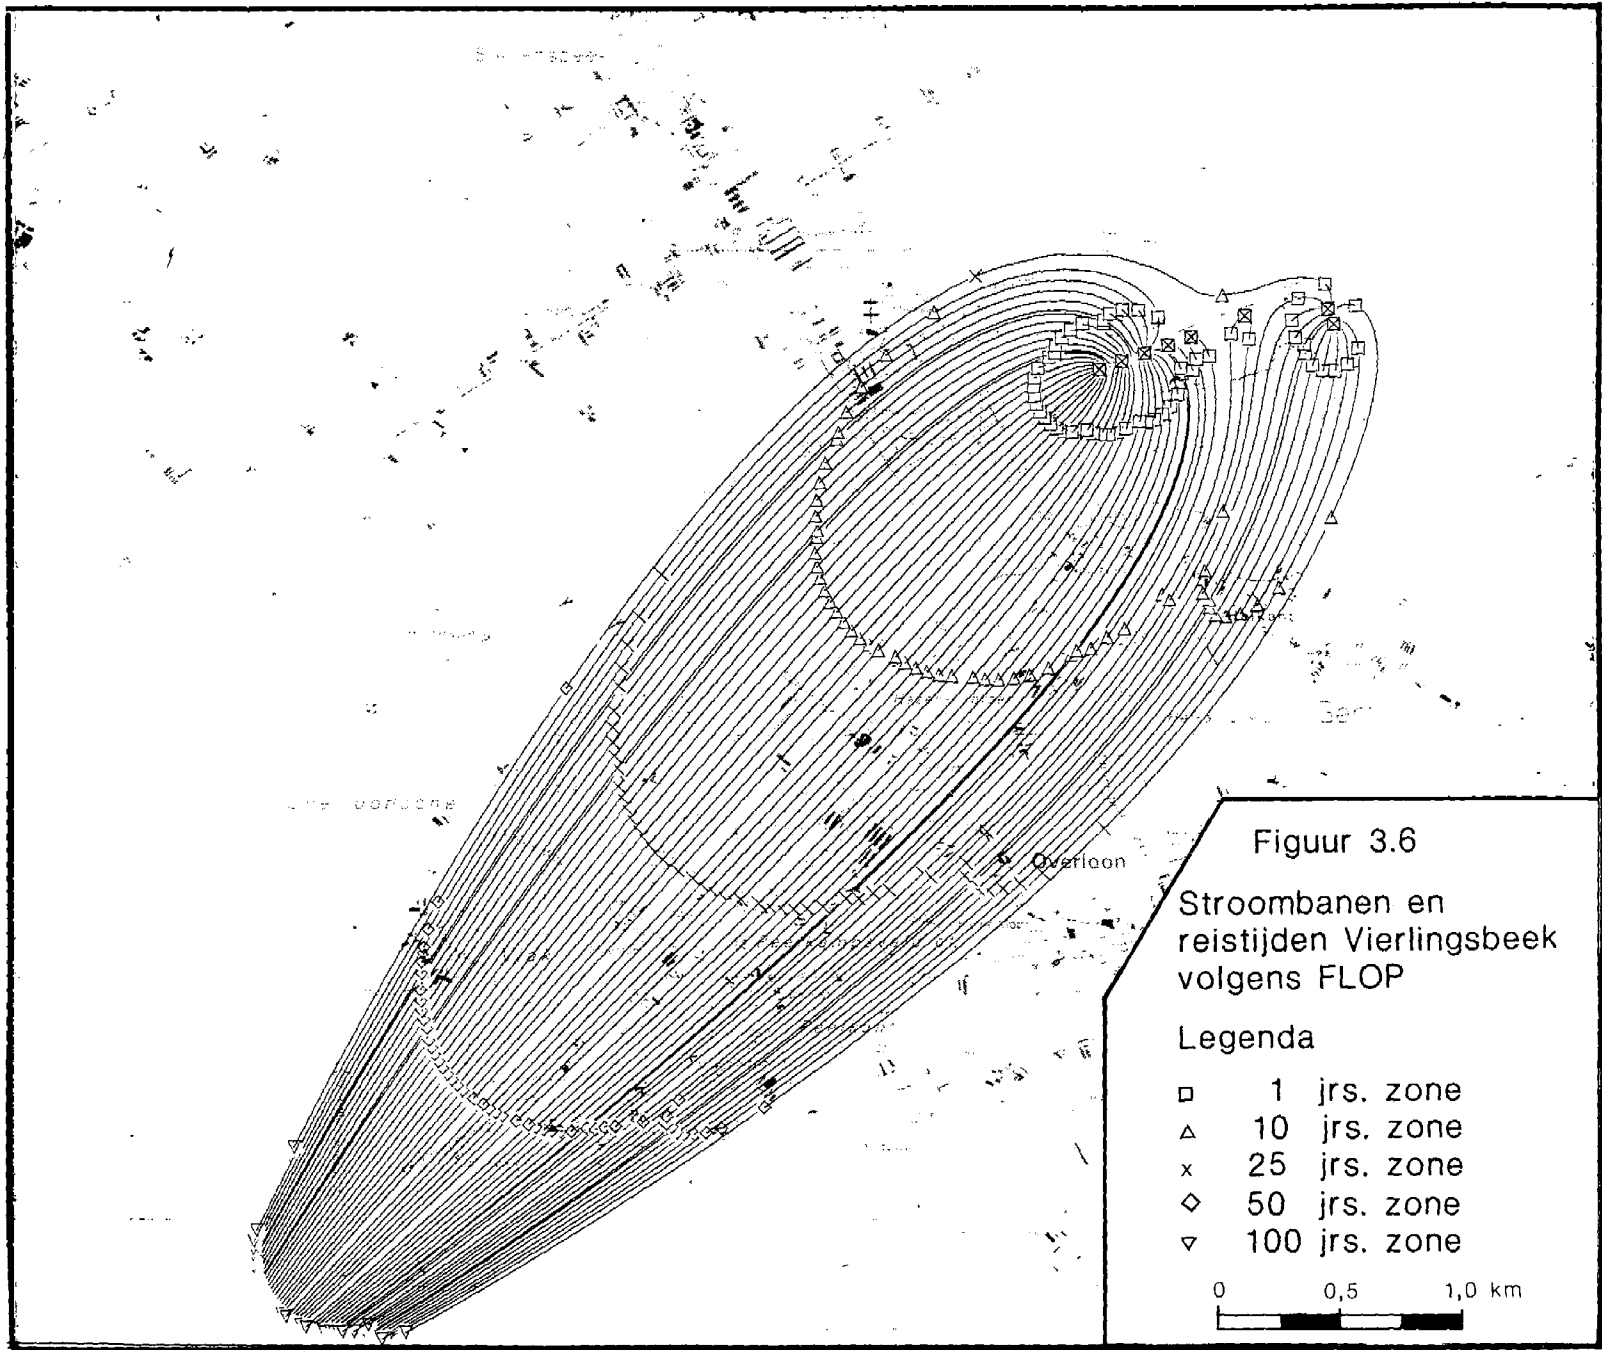 Overloon
Figuur 3.6
Stroombanen en
reistijden Vierlingsbeek
volgens FLOP
Legenda
1 jrs. zone
10 jrs. zone
25 jrs. zone
50 jrs. zone
100 jrs. zone
0 0,5 1,0 km